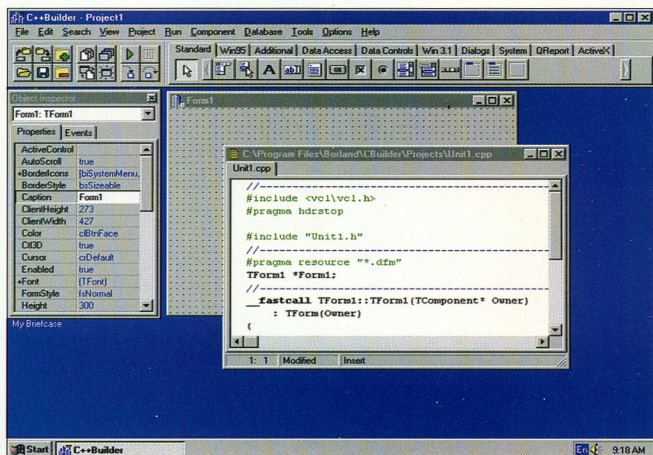 C++Builder - Project1
File Edit Search View Project Run Component Database Tools Options Help
Standard Win95 Additional Data Access Data Controls Win 3.1 Dialogs System QReport ActiveX
A ab OK
Object Inspector
Form1: TForm1
Properties Events
ActiveControl
AutoScroll true
+BorderIcons [biSystemMenu,
BorderStyle bsSizeable
Caption Form1
ClientHeight 273
ClientWidth 427
Color clBtnFace
Ctl3D true
Cursor crDefault
Enabled true
+Font (TFont)
FormStyle fsNormal
Height 300
Form1
C:\Program Files\Borland\CBuilder\Projects\Unit1.cpp
Unit1.cpp
//---------------------------------------------------------------------------
#include <vcl\vcl.h>
#pragma hdrstop
#include "Unit1.h"
//---------------------------------------------------------------------------
#pragma resource "*.dfm"
TForm1 *Form1;
//---------------------------------------------------------------------------
__fastcall TForm1::TForm1(TComponent* Owner)
: TForm(Owner)
{
1: 1 Modified Insert
My Briefcase
Start C++Builder En 9:18 AM